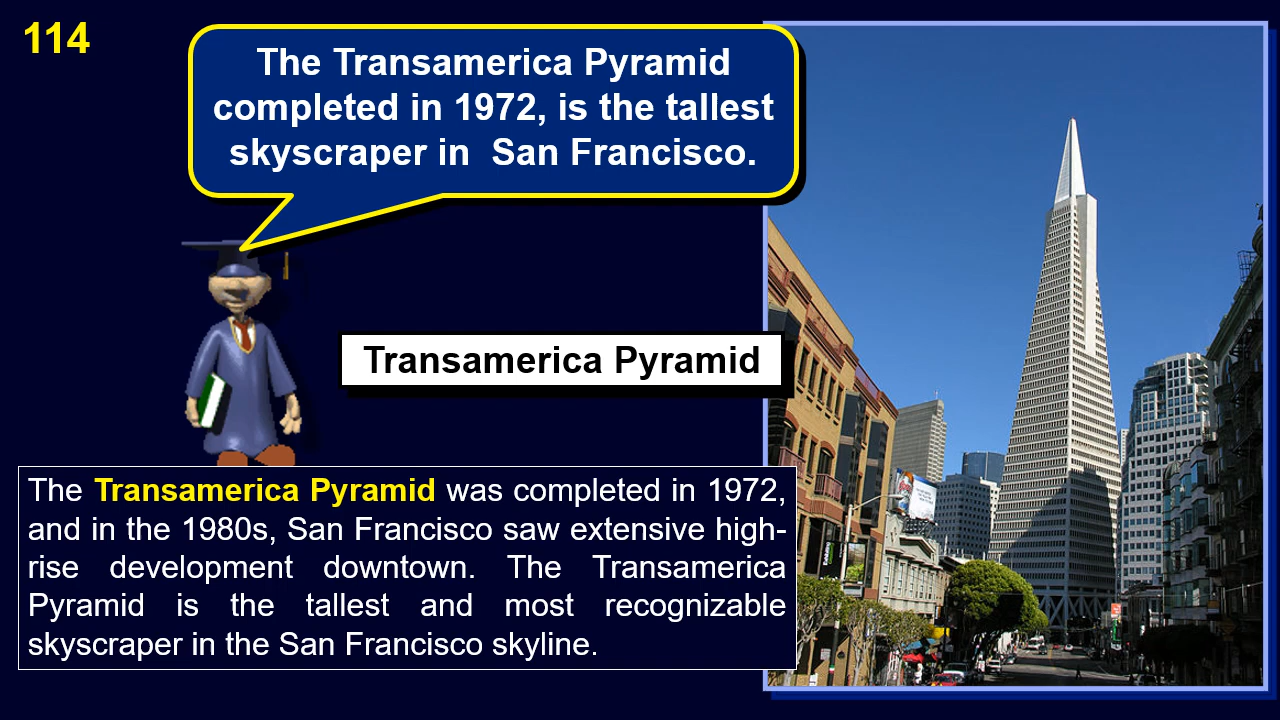 114
The Transamerica Pyramid
completed in 1972, is the tallest
skyscraper in  San Francisco.
Transamerica Pyramid
The Transamerica Pyramid was completed in 1972,
and in the 1980s, San Francisco saw extensive high-
rise development downtown. The Transamerica
Pyramid is the tallest and most recognizable
skyscraper in the San Francisco skyline.